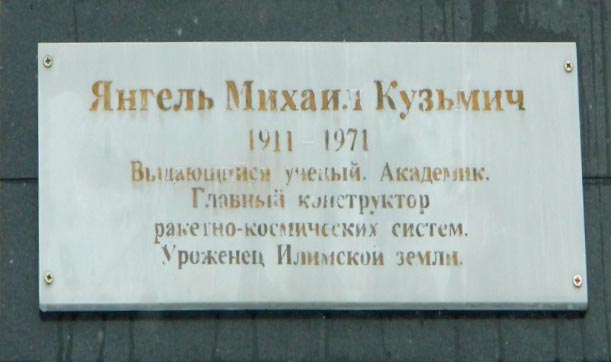 Янгель Михаил Кузьмич
1911 - 1971
Выдающийся ученый. Академик.
Главный конструктор
ракетно-космических систем.
Уроженец Илимской земли.